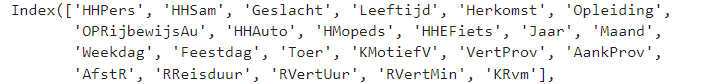 Index(['HHPers', 'HHSam', 'Geslacht', 'Leeftijd', 'Herkomst', 'Opleiding',
'OPRijbewijsAu', 'HHAuto', 'HMopeds', 'HHEFiets', 'Jaar', 'Maand',
'Weekdag', 'Feestdag', 'Toer', 'KMotiefV', 'VertProv', 'AankProv',
'AfstR', 'RReisduur', 'RVertUur', 'RVertMin', 'KRvm'],